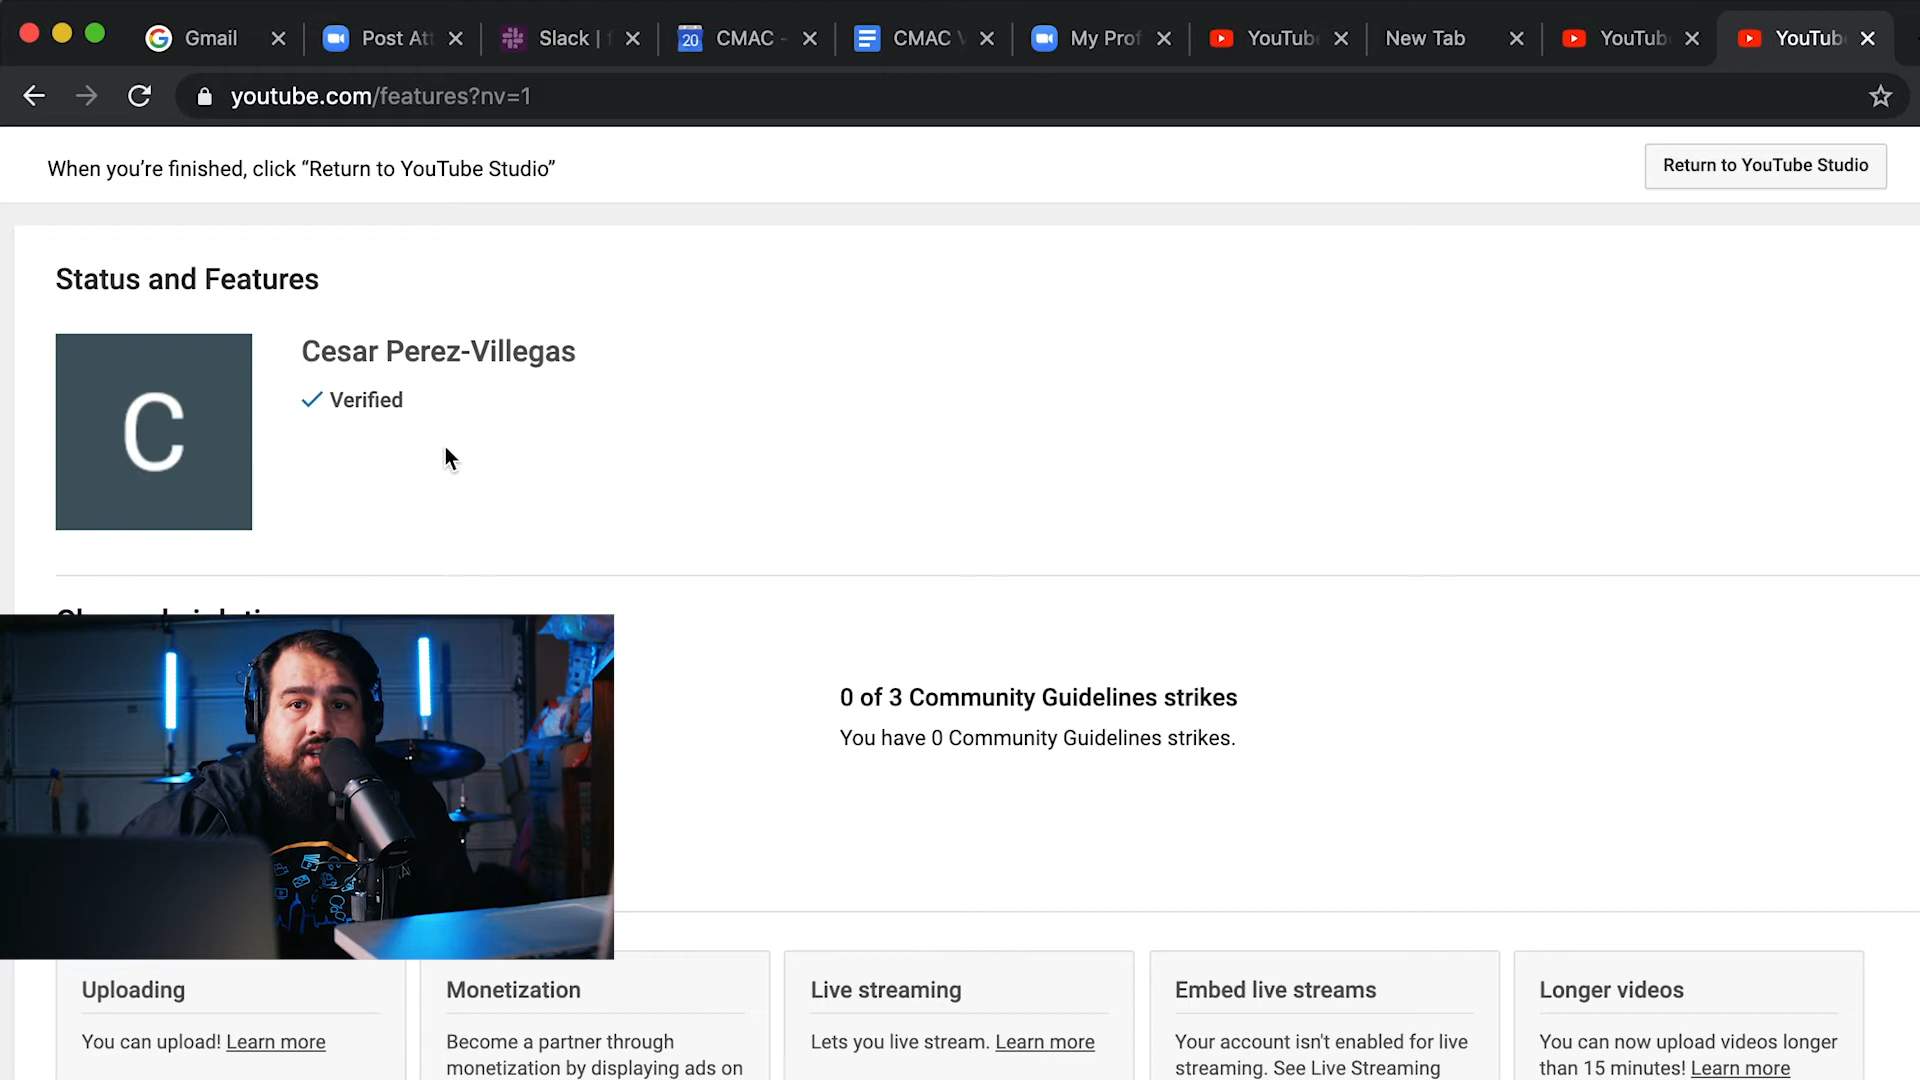 Gmail
Post At
Slack |
20
CMAC -
CMAC
My Prof
YouTub
New Tab
YouTub
YouTub
youtube.com/features?nv=1
When you’re finished, click “Return to YouTube Studio”
Return to YouTube Studio
Status and Features
C
Cesar Perez-Villegas
Verified
0 of 3 Community Guidelines strikes
You have 0 Community Guidelines strikes.
Uploading
You can upload! Learn more
Monetization
Become a partner through
monetization by displaying ads on
Live streaming
Lets you live stream. Learn more
Embed live streams
Your account isn't enabled for live
streaming. See Live Streaming
Longer videos
You can now upload videos longer
than 15 minutes! Learn more